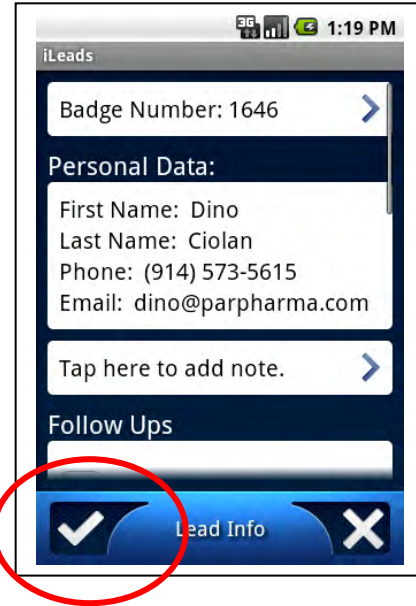 3G 1:19 PM
iLeads
Badge Number: 1646
Personal Data:
First Name: Dino
Last Name: Ciolan
Phone: (914) 573-5615
Email: dino@parpharma.com
Tap here to add note.
Follow Ups
Lead Info